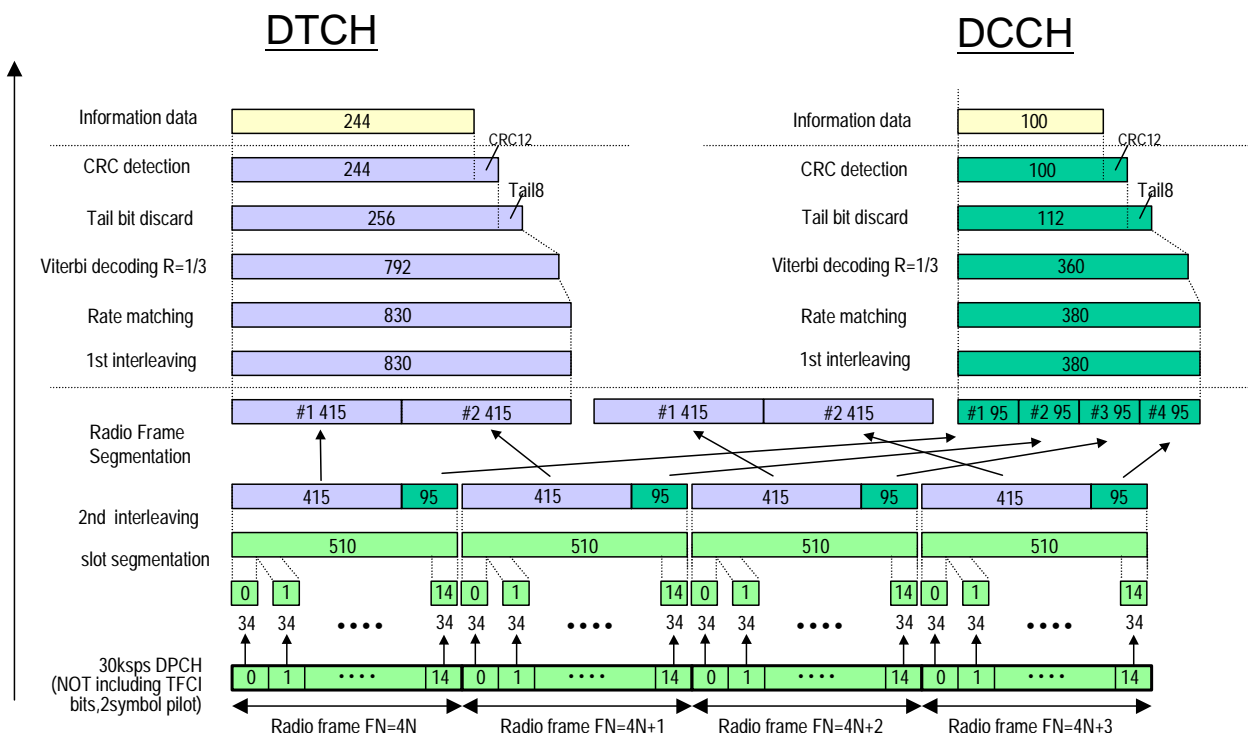 DTCH DCCH
Information data 244 Information data 100
CRC12 CRC12
CRC detection 244 CRC detection 100
Tail8 Tail8
Tail bit discard 256 Tail bit discard 112
Viterbi decoding R=1/3 792 Viterbi decoding R=1/3 360
Rate matching 830 Rate matching 380
1st interleaving 830 1st interleaving 380
#1 415 #2 415 #1 415 #2 415 #1 95 #2 95 #3 95 #4 95
Radio Frame
Segmentation
415 95 415 95 415 95 415 95
2nd interleaving
510 510 510 510
slot segmentation
0 1 14 0 1 14 0 1 14 0 1 14
34 34 •••• 34 34 34 •••• 34 34 34 •••• 34 34 34 •••• 34
30ksps DPCH
(NOT including TFCI
bits,2symbol pilot)
0 1 •••• 14 0 1 •••• 14 0 1 •••• 14 0 1 •••• 14
Radio frame FN=4N Radio frame FN=4N+1 Radio frame FN=4N+2 Radio frame FN=4N+3